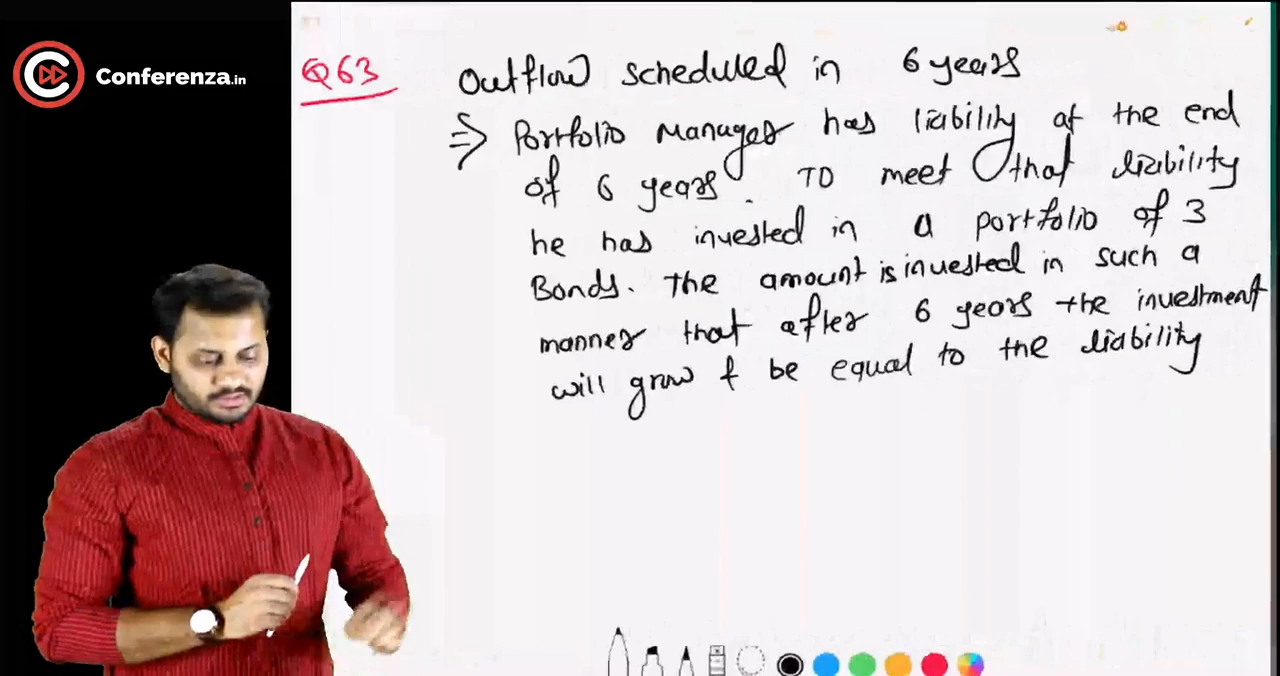 Conferenza.in
Q63
Outflow scheduled in 6 years
⇒ Portfolio Manager has liability at the end
of 6 years. To meet that liability
he has invested in a portfolio of 3
Bonds. The amount is invested in such a
manner that after 6 years the investment
will grow & be equal to the liability